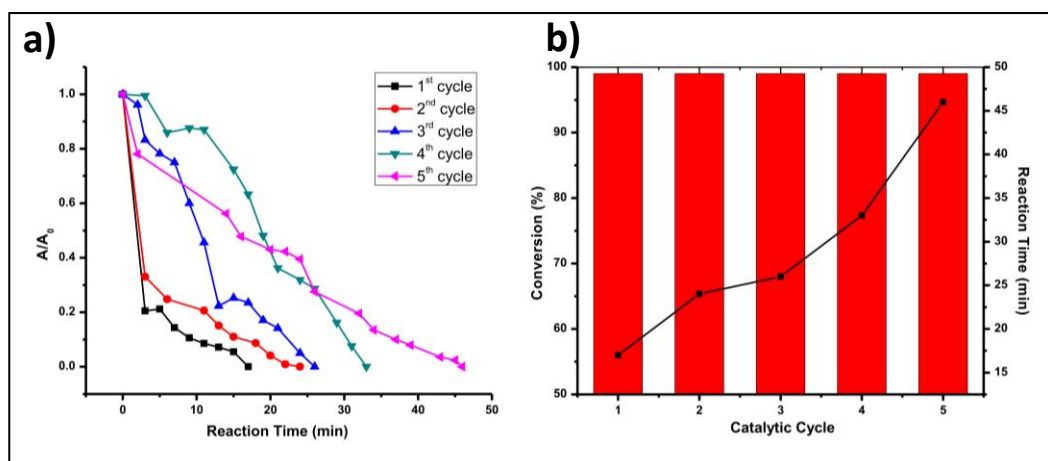 a)
A/A0
1.0
0.8
0.6
0.4
0.2
0.0
0
10
20
30
40
50
Reaction Time (min)
1st cycle
2nd cycle
3rd cycle
4th cycle
5th cycle
b)
Conversion (%)
100
90
80
70
60
50
1
2
3
4
5
Catalytic Cycle
50
45
40
35
30
25
20
15
Reaction Time (min)